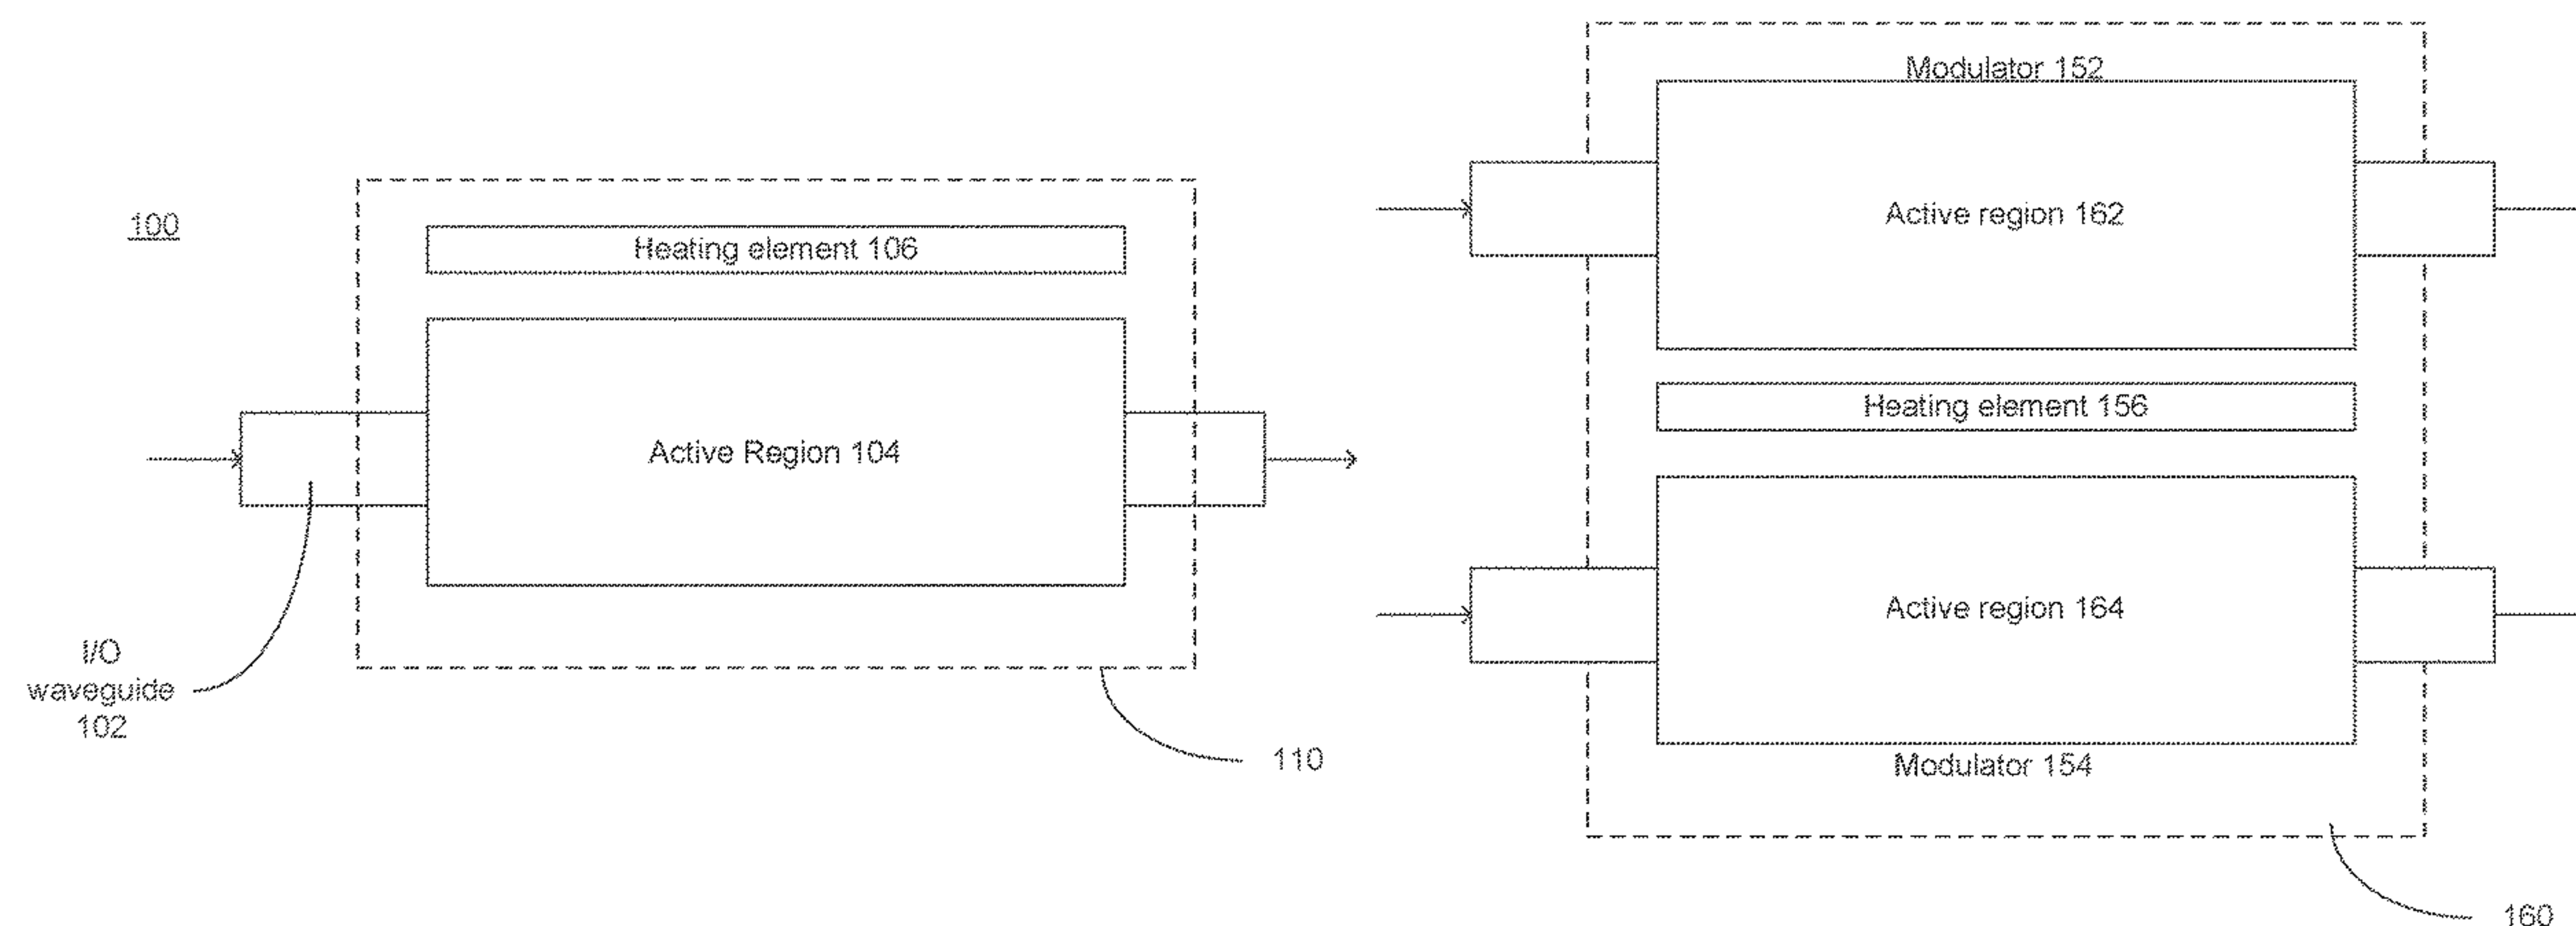 100
Heating element 106
Active Region 104
I/O
waveguide
102
110
Modulator 152
Active region 162
Heating element 156
Active region 164
Modulator 154
160